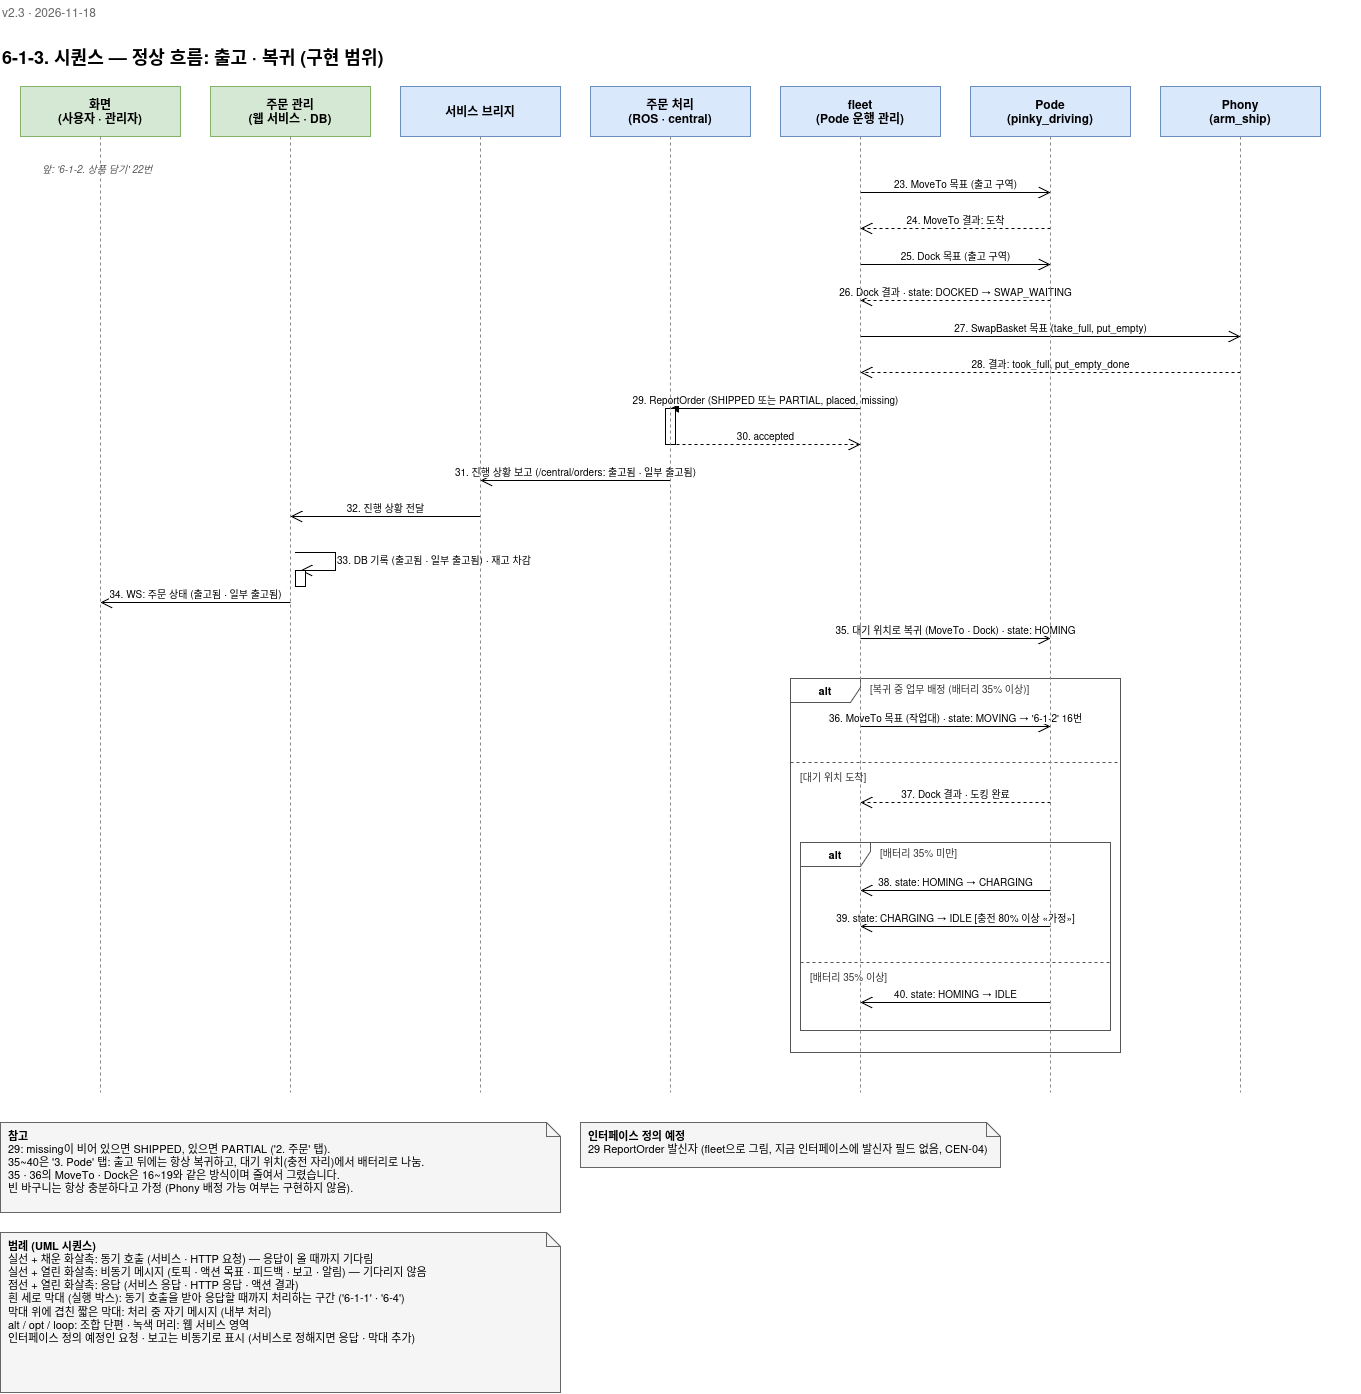 v2.3 · 2026-11-18
6-1-3. 시퀀스 — 정상 흐름: 출고 · 복귀 (구현 범위)
화면
(사용자 · 관리자)
주문 관리
(웹 서비스 · DB)
서비스 브리지
주문 처리
(ROS · central)
fleet
(Pode 운행 관리)
Pode
(pinky_driving)
Phony
(arm_ship)
앞: '6-1-2. 상품 담기' 22번
23. MoveTo 목표 (출고 구역)
24. MoveTo 결과: 도착
25. Dock 목표 (출고 구역)
26. Dock 결과 · state: DOCKED → SWAP_WAITING
27. SwapBasket 목표 (take_full, put_empty)
28. 결과: took_full, put_empty_done
29. ReportOrder (SHIPPED 또는 PARTIAL, placed, missing)
30. accepted
31. 진행 상황 보고 (/central/orders: 출고됨 · 일부 출고됨)
32. 진행 상황 전달
33. DB 기록 (출고됨 · 일부 출고됨) · 재고 차감
34. WS: 주문 상태 (출고됨 · 일부 출고됨)
35. 대기 위치로 복귀 (MoveTo · Dock) · state: HOMING
alt
[복귀 중 업무 배정 (배터리 35% 이상)]
36. MoveTo 목표 (작업대) · state: MOVING → '6-1-2' 16번
[대기 위치 도착]
37. Dock 결과 · 도킹 완료
alt
[배터리 35% 미만]
38. state: HOMING → CHARGING
39. state: CHARGING → IDLE [충전 80% 이상 «가정»]
[배터리 35% 이상]
40. state: HOMING → IDLE
참고
29: missing이 비어 있으면 SHIPPED, 있으면 PARTIAL ('2. 주문' 탭).
35~40은 '3. Pode' 탭: 출고 뒤에는 항상 복귀하고, 대기 위치(충전 자리)에서 배터리로 나눔.
35 · 36의 MoveTo · Dock은 16~19와 같은 방식이며 줄여서 그렸습니다.
빈 바구니는 항상 충분하다고 가정 (Phony 배정 가능 여부는 구현하지 않음).
인터페이스 정의 예정
29 ReportOrder 발신자 (fleet으로 그림, 지금 인터페이스에 발신자 필드 없음, CEN-04)
범례 (UML 시퀀스)
실선 + 채운 화살촉: 동기 호출 (서비스 · HTTP 요청) — 응답이 올 때까지 기다림
실선 + 열린 화살촉: 비동기 메시지 (토픽 · 액션 목표 · 피드백 · 보고 · 알림) — 기다리지 않음
점선 + 열린 화살촉: 응답 (서비스 응답 · HTTP 응답 · 액션 결과)
흰 세로 막대 (실행 박스): 동기 호출을 받아 응답할 때까지 처리하는 구간 ('6-1-1' · '6-4')
막대 위에 겹친 짧은 막대: 처리 중 자기 메시지 (내부 처리)
alt / opt / loop: 조합 단편 · 녹색 머리: 웹 서비스 영역
인터페이스 정의 예정인 요청 · 보고는 비동기로 표시 (서비스로 정해지면 응답 · 막대 추가)